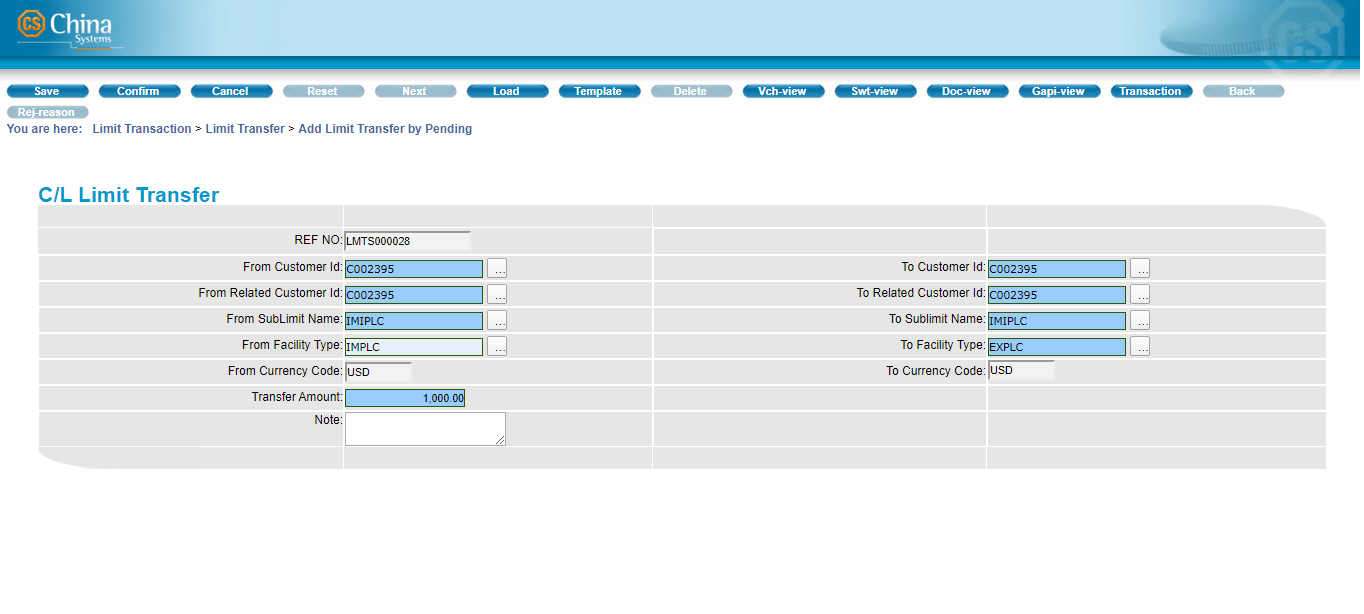 CS China
Systems
CS
Save Confirm Cancel Reset Next Load Template Delete Vch-view Swt-view Doc-view Gapi-view Transaction Back
Rej-reason
You are here: Limit Transaction > Limit Transfer > Add Limit Transfer by Pending
C/L Limit Transfer
REF NO: LMTS000028
From Customer Id: C002395 ... To Customer Id: C002395 ...
From Related Customer Id: C002395 ... To Related Customer Id: C002395 ...
From SubLimit Name: IMIPLC ... To Sublimit Name: IMIPLC ...
From Facility Type: IMPLC ... To Facility Type: EXPLC ...
From Currency Code: USD To Currency Code: USD
Transfer Amount: 1,000.00
Note: